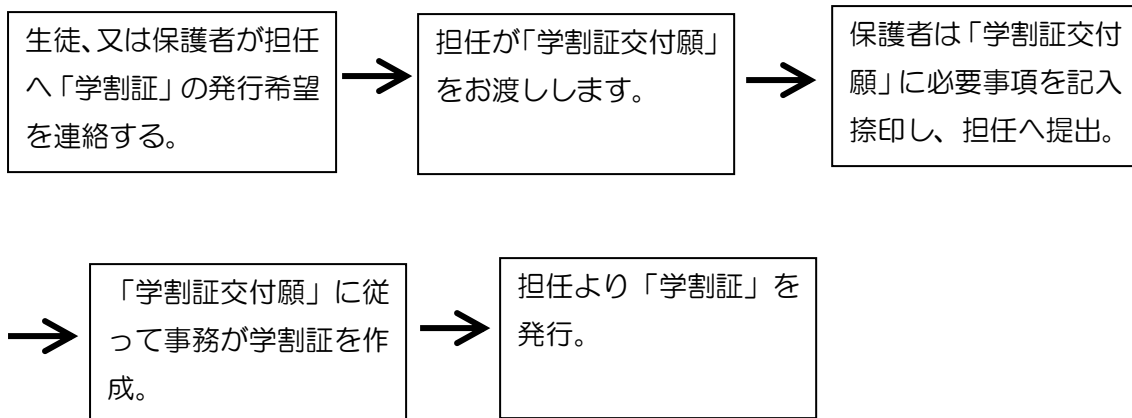 生徒、又は保護者が担任
へ「学割証」の発行希望
を連絡する。
担任が「学割証交付願」
をお渡しします。
保護者は「学割証交付
願」に必要事項を記入
捺印し、担任へ提出。
「学割証交付願」に従
って事務が学割証を作
成。
担任より「学割証」を
発行。